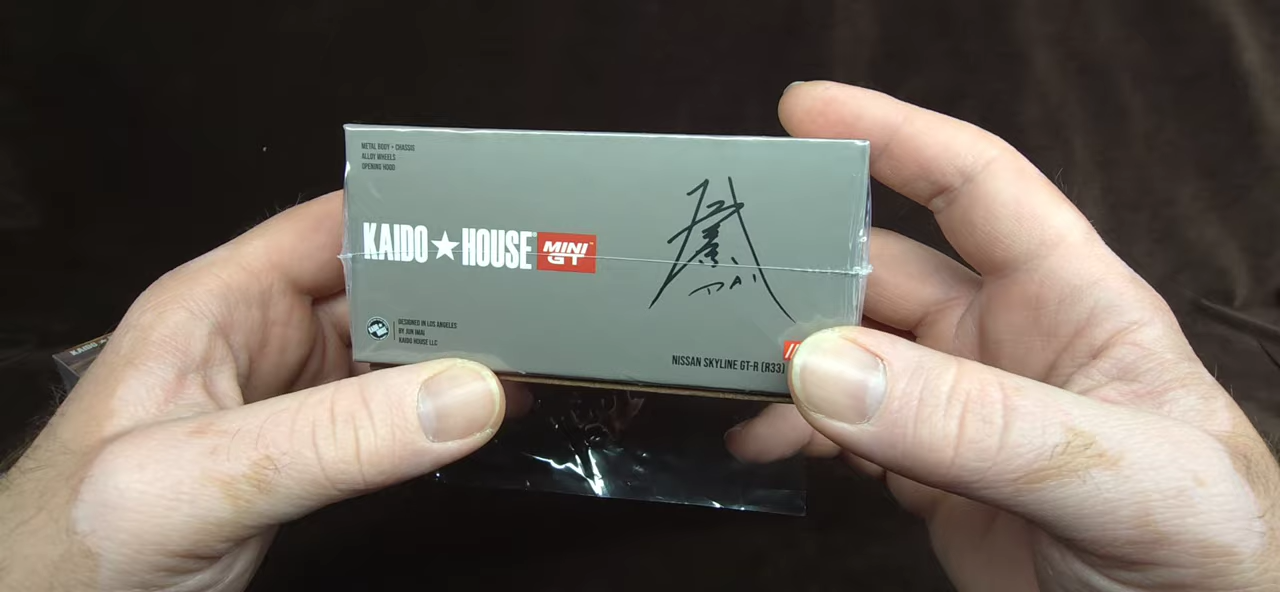 METAL BODY + CHASSIS
ALLOY WHEELS
OPENING HOOD
KAIDO★HOUSE MINI GT
DESIGNED IN LOS ANGELES
BY JUN IMAI
KAIDO HOUSE LLC
NISSAN SKYLINE GT-R (R33)